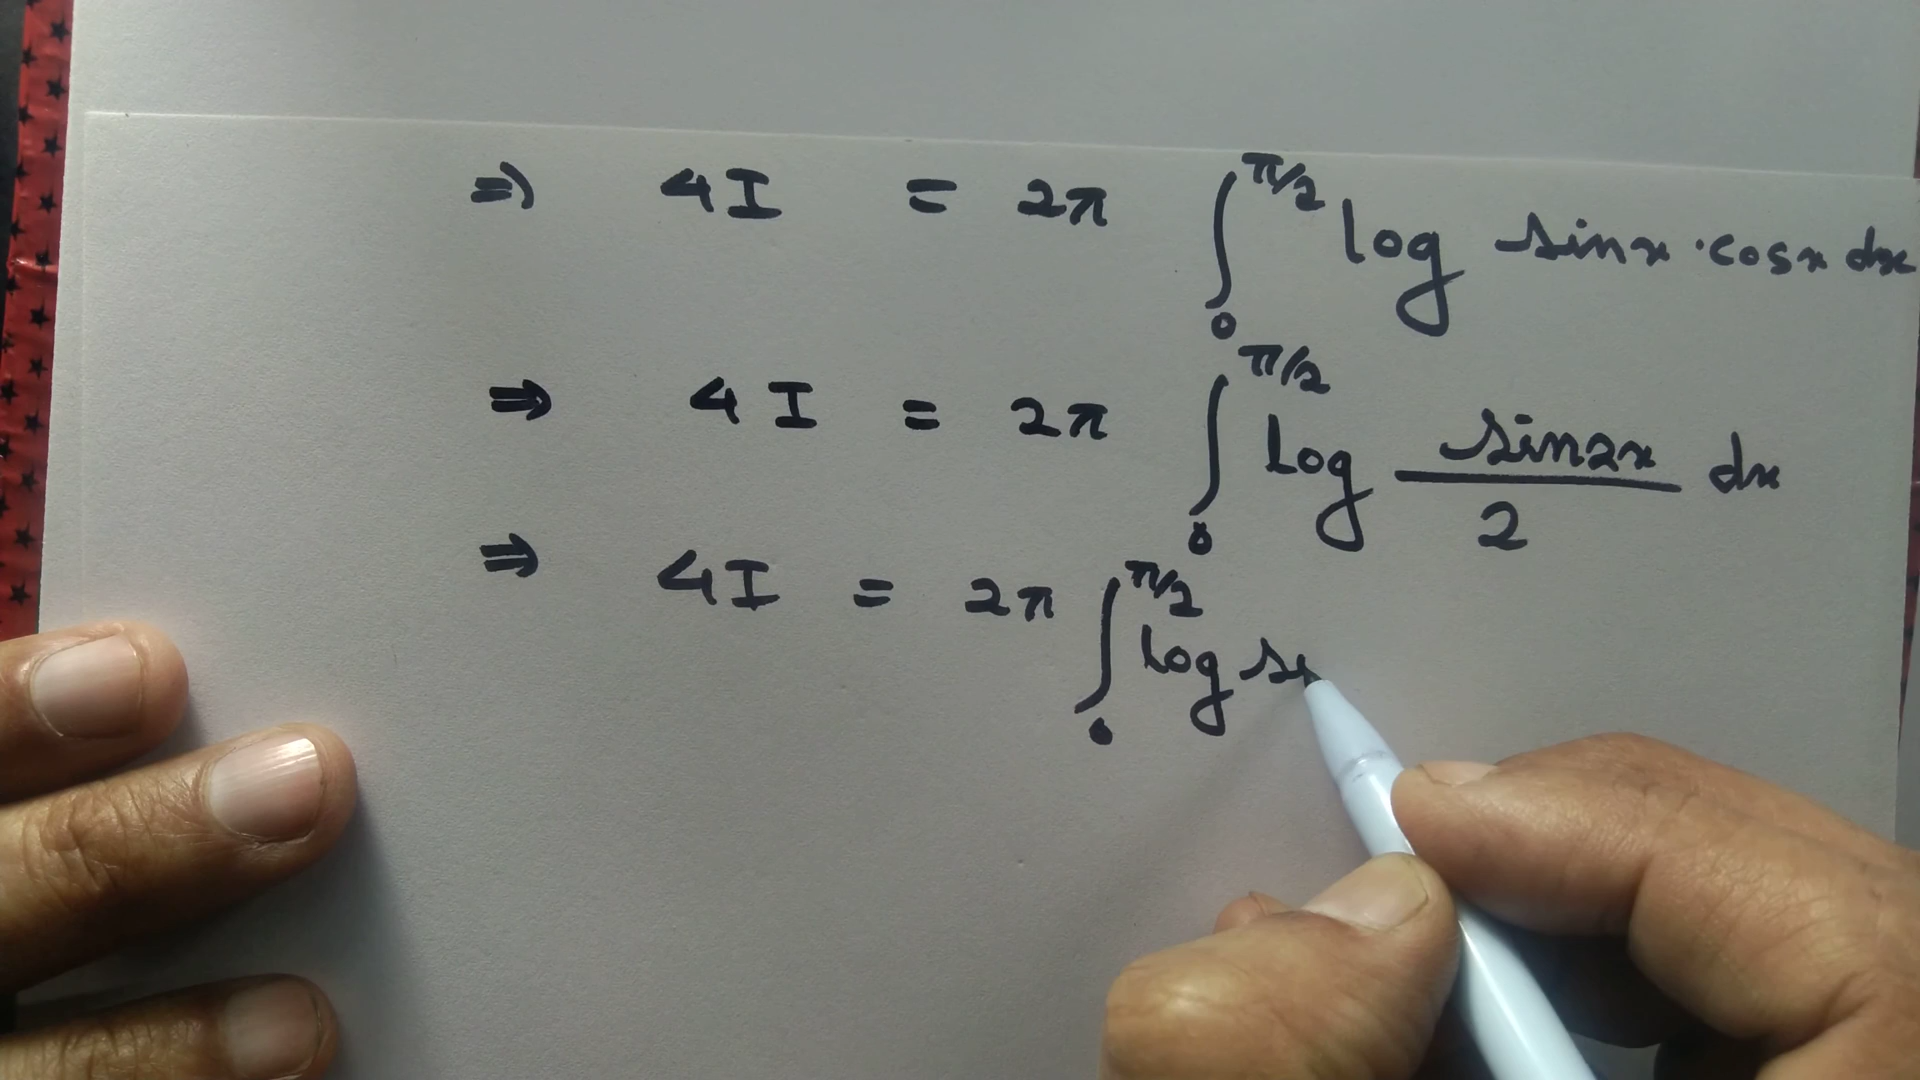 ⇒ 4I = 2π ∫₀^π/2 log sinx · cosx dx
⇒ 4I = 2π ∫₀^π/2 log sin2x/2 dx
⇒ 4I = 2π ∫₀^π/2 log si